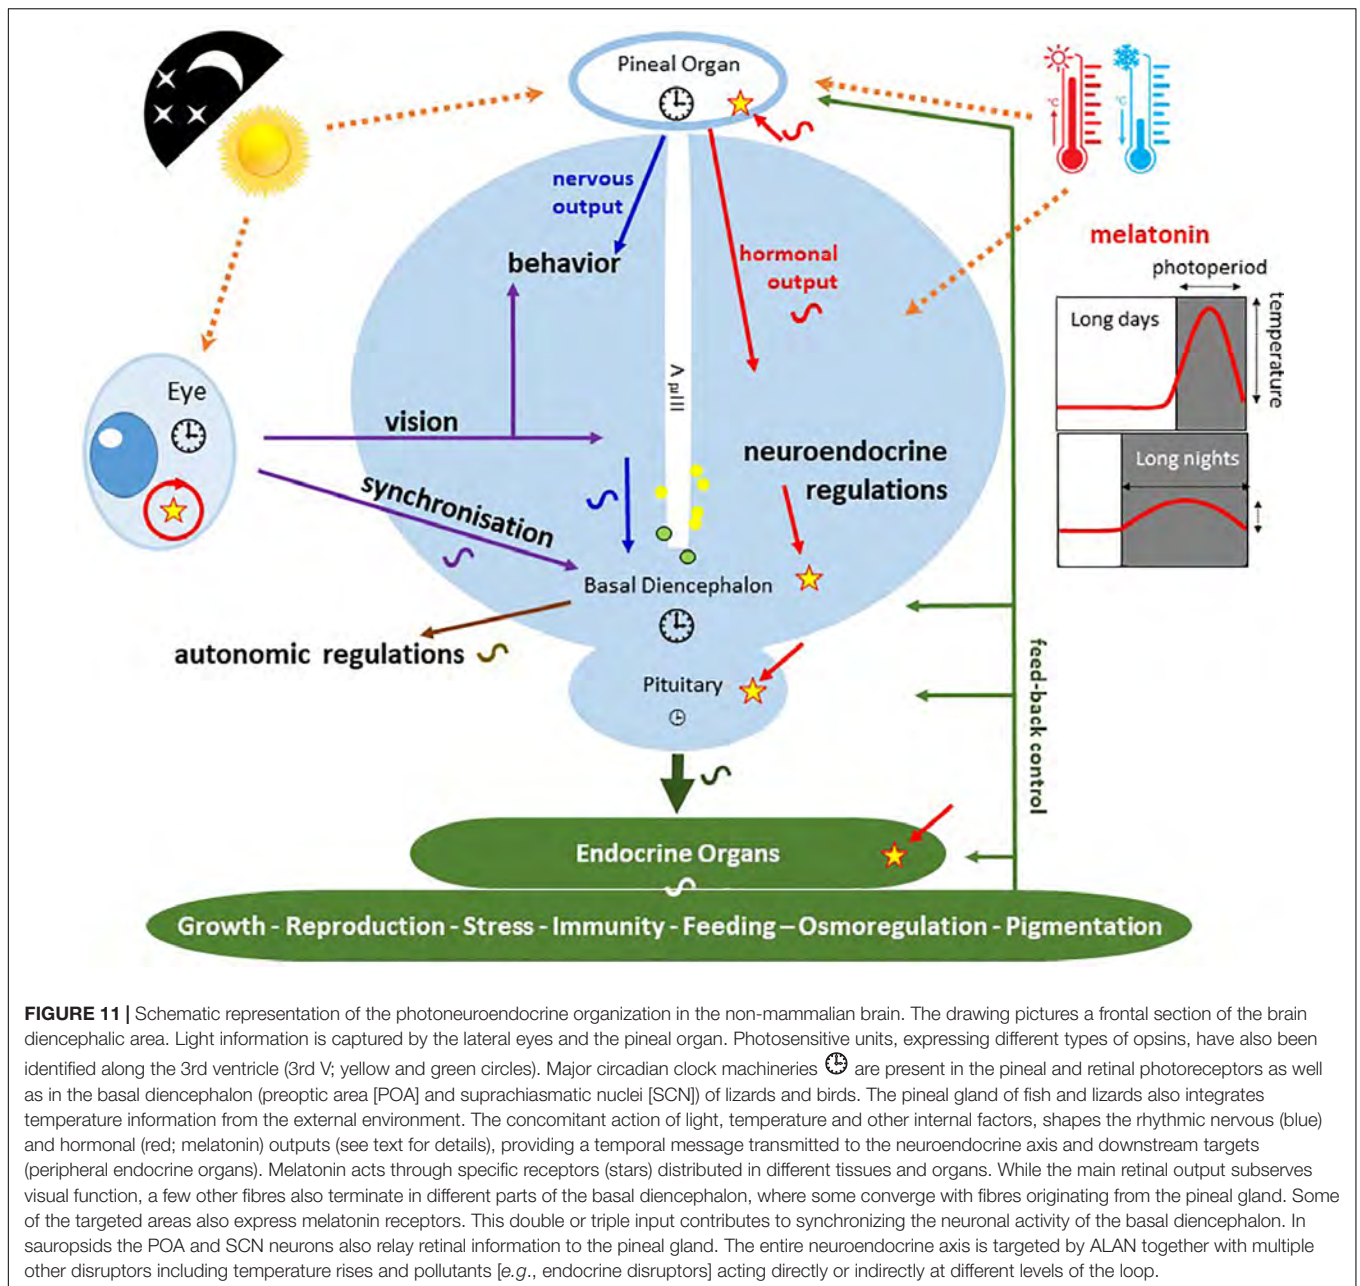 Pineal Organ
°C
°C
nervous
output
behavior
hormonal
output
melatonin
photoperiod
Long days
temperature
Long nights
Eye
vision
synchronisation
IIIrd V
neuroendocrine
regulations
Basal Diencephalon
autonomic regulations
Pituitary
feed-back control
Endocrine Organs
Growth - Reproduction - Stress - Immunity - Feeding – Osmoregulation - Pigmentation
FIGURE 11 | Schematic representation of the photoneuroendocrine organization in the non-mammalian brain. The drawing pictures a frontal section of the brain
diencephalic area. Light information is captured by the lateral eyes and the pineal organ. Photosensitive units, expressing different types of opsins, have also been
identified along the 3rd ventricle (3rd V; yellow and green circles). Major circadian clock machineries are present in the pineal and retinal photoreceptors as well
as in the basal diencephalon (preoptic area [POA] and suprachiasmatic nuclei [SCN]) of lizards and birds. The pineal gland of fish and lizards also integrates
temperature information from the external environment. The concomitant action of light, temperature and other internal factors, shapes the rhythmic nervous (blue)
and hormonal (red; melatonin) outputs (see text for details), providing a temporal message transmitted to the neuroendocrine axis and downstream targets
(peripheral endocrine organs). Melatonin acts through specific receptors (stars) distributed in different tissues and organs. While the main retinal output subserves
visual function, a few other fibres also terminate in different parts of the basal diencephalon, where some converge with fibres originating from the pineal gland. Some
of the targeted areas also express melatonin receptors. This double or triple input contributes to synchronizing the neuronal activity of the basal diencephalon. In
sauropsids the POA and SCN neurons also relay retinal information to the pineal gland. The entire neuroendocrine axis is targeted by ALAN together with multiple
other disruptors including temperature rises and pollutants [e.g., endocrine disruptors] acting directly or indirectly at different levels of the loop.